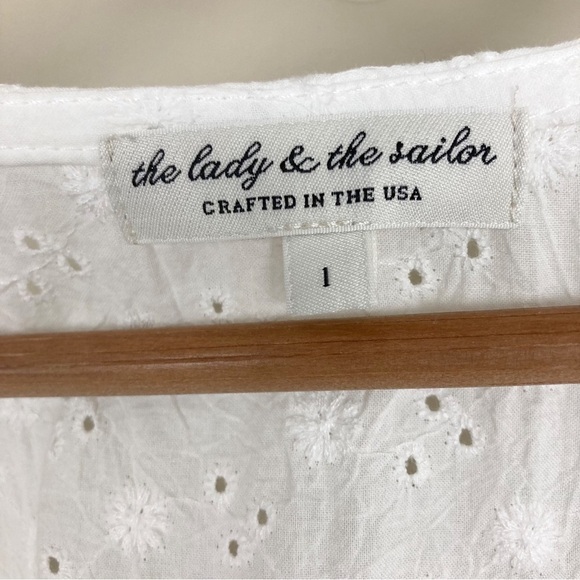 the lady & the sailor
CRAFTED IN THE USA
1